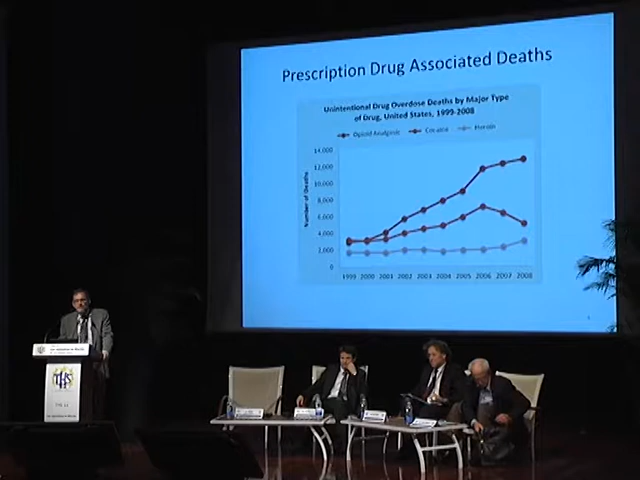 Prescription Drug Associated Deaths
Unintentional Drug Overdose Deaths by Major Type
of Drug, United States, 1999-2008
Opioid Analgesic Cocaine Heroin
Number of Deaths
14,000
12,000
10,000
8,000
6,000
4,000
2,000
0
1999 2000 2001 2002 2003 2004 2005 2006 2007 2008
THS